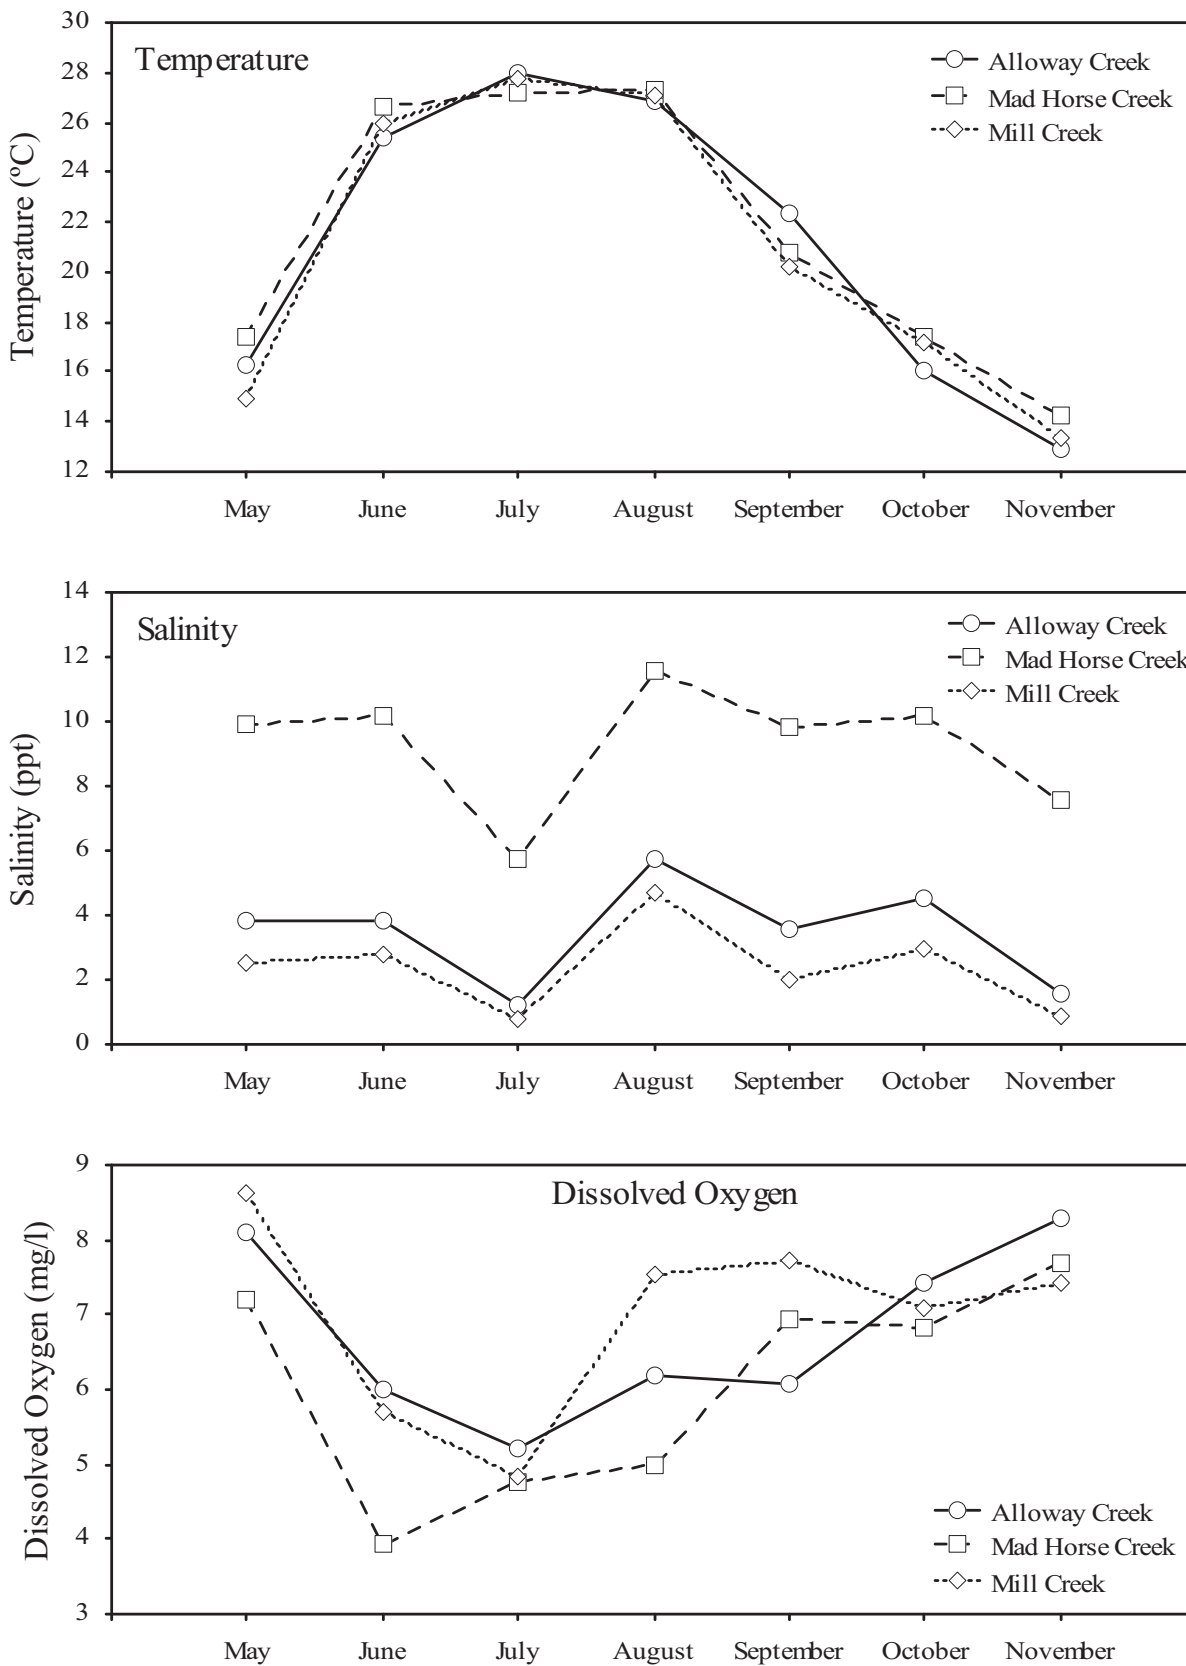 Temperature
Alloway Creek
Mad Horse Creek
Mill Creek
Temperature (ºC)
30
28
26
24
22
20
18
16
14
12
May June July August September October November
Salinity
Alloway Creek
Mad Horse Creek
Mill Creek
Salinity (ppt)
14
12
10
8
6
4
2
0
May June July August September October November
Dissolved Oxygen
Dissolved Oxygen (mg/l)
9
8
7
6
5
4
3
Alloway Creek
Mad Horse Creek
Mill Creek
May June July August September October November